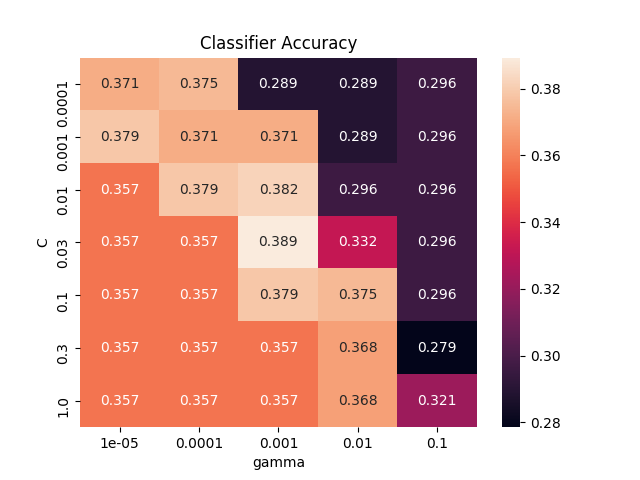 Classifier Accuracy
C
0.0001 0.371 0.375 0.289 0.289 0.296
0.001 0.379 0.371 0.371 0.289 0.296
0.01 0.357 0.379 0.382 0.296 0.296
0.03 0.357 0.357 0.389 0.332 0.296
0.1 0.357 0.357 0.379 0.375 0.296
0.3 0.357 0.357 0.357 0.368 0.279
1.0 0.357 0.357 0.357 0.368 0.321
1e-05 0.0001 0.001 0.01 0.1
gamma
0.38
0.36
0.34
0.32
0.30
0.28